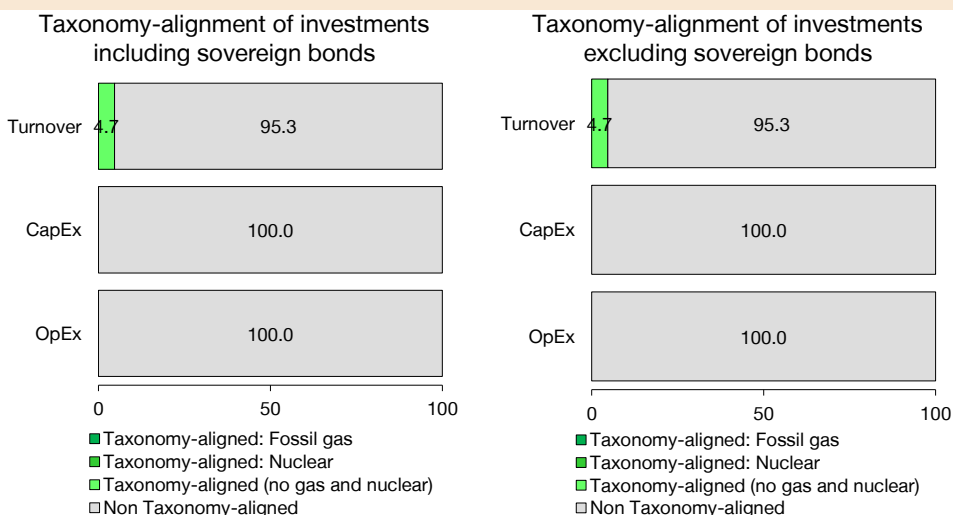 Taxonomy-alignment of investments
including sovereign bonds
Turnover 4.7 95.3
CapEx 100.0
OpEx 100.0
0 50 100
Taxonomy-aligned: Fossil gas
Taxonomy-aligned: Nuclear
Taxonomy-aligned (no gas and nuclear)
Non Taxonomy-aligned
Taxonomy-alignment of investments
excluding sovereign bonds
Turnover 4.7 95.3
CapEx 100.0
OpEx 100.0
0 50 100
Taxonomy-aligned: Fossil gas
Taxonomy-aligned: Nuclear
Taxonomy-aligned (no gas and nuclear)
Non Taxonomy-aligned